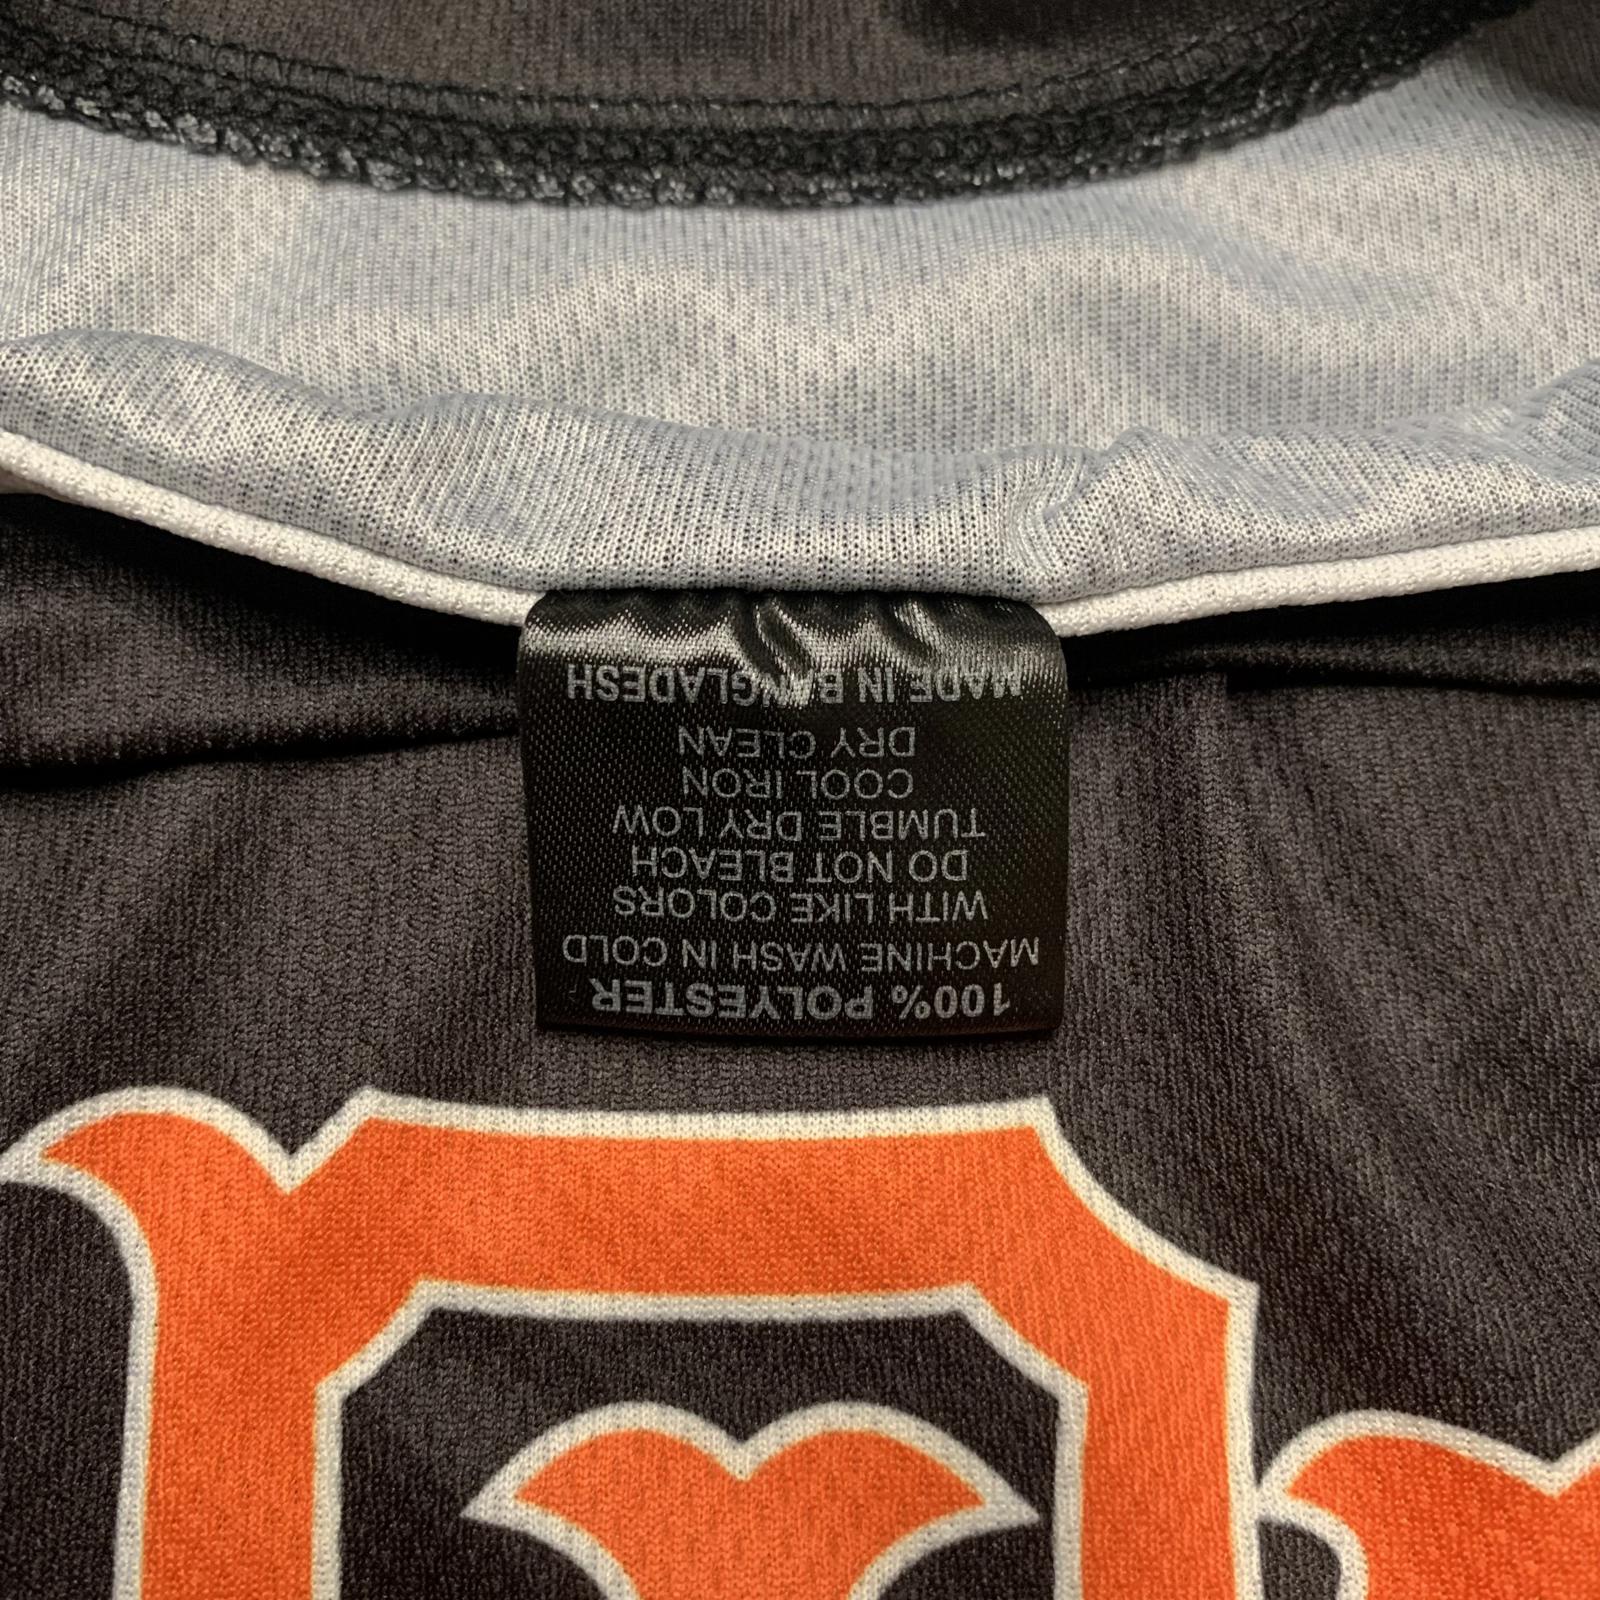 100% POLYESTER
MACHINE WASH IN COLD
WITH LIKE COLORS
DO NOT BLEACH
TUMBLE DRY LOW
COOL IRON
DRY CLEAN
MADE IN BANGLADESH